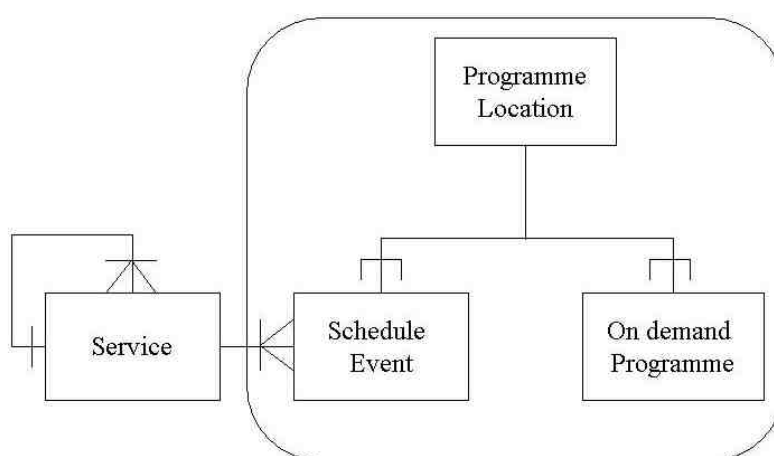 Programme
Location
Service
Schedule
Event
On demand
Programme